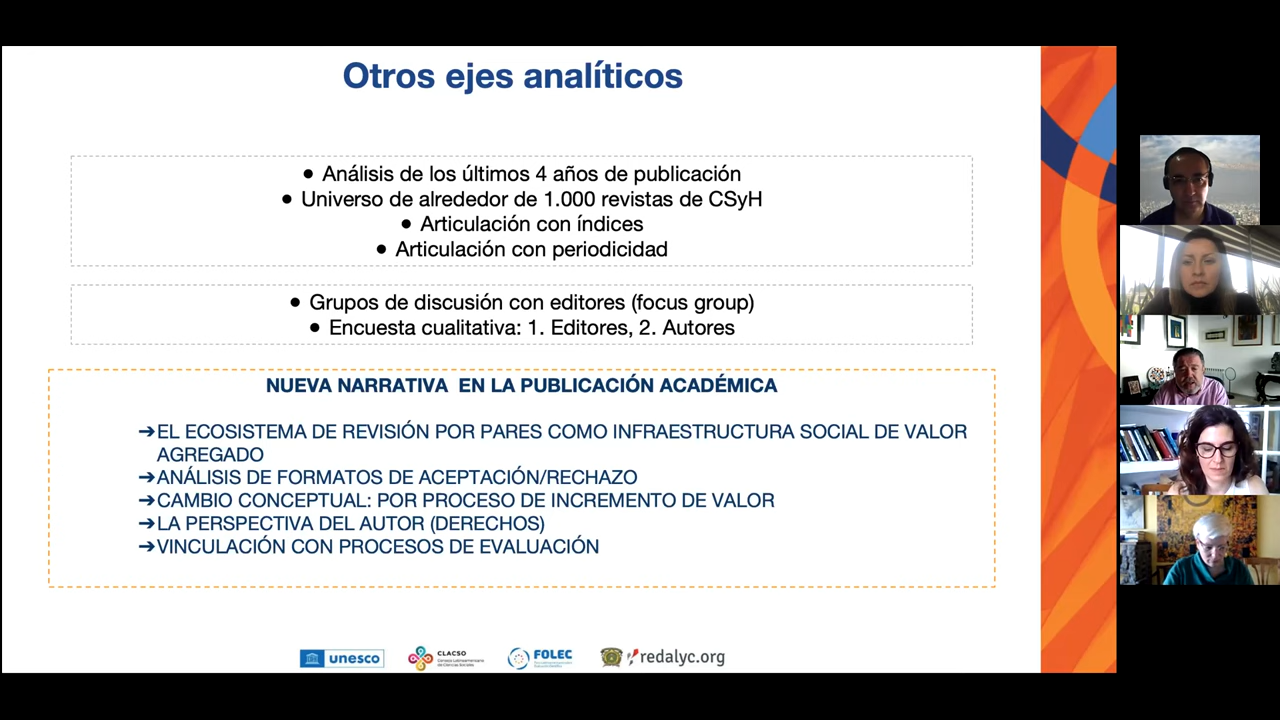 Otros ejes analíticos
● Análisis de los últimos 4 años de publicación
● Universo de alrededor de 1.000 revistas de CSyH
● Articulación con índices
● Articulación con periodicidad
● Grupos de discusión con editores (focus group)
● Encuesta cualitativa: 1. Editores, 2. Autores
NUEVA NARRATIVA EN LA PUBLICACIÓN ACADÉMICA
➔EL ECOSISTEMA DE REVISIÓN POR PARES COMO INFRAESTRUCTURA SOCIAL DE VALOR
AGREGADO
➔ANÁLISIS DE FORMATOS DE ACEPTACIÓN/RECHAZO
➔CAMBIO CONCEPTUAL: POR PROCESO DE INCREMENTO DE VALOR
➔LA PERSPECTIVA DEL AUTOR (DERECHOS)
➔VINCULACIÓN CON PROCESOS DE EVALUACIÓN
unesco
CLACSO
FOLEC
redalyc.org